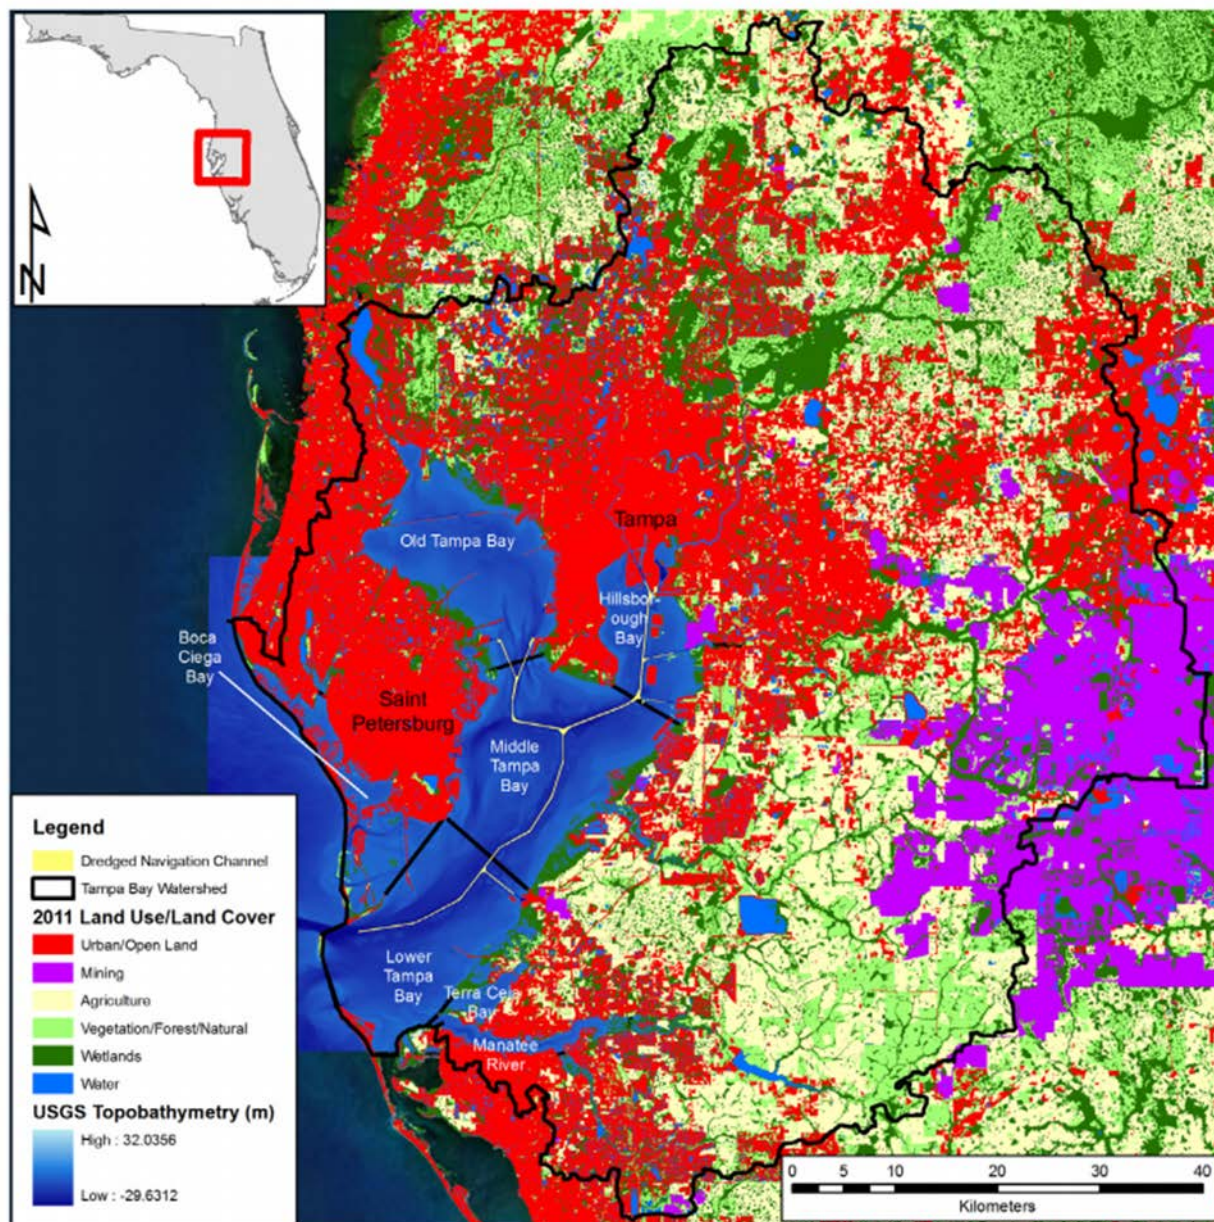 N
Old Tampa Bay
Tampa
Hillsbor-
ough
Bay
Boca
Ciega
Bay
Saint
Petersburg
Middle
Tampa
Bay
Lower
Tampa
Bay
Terra Ceia
Bay
Manatee
River
Legend
Dredged Navigation Channel
Tampa Bay Watershed
2011 Land Use/Land Cover
Urban/Open Land
Mining
Agriculture
Vegetation/Forest/Natural
Wetlands
Water
USGS Topobathymetry (m)
High : 32.0356
Low : -29.6312
0 5 10 20 30 40
Kilometers